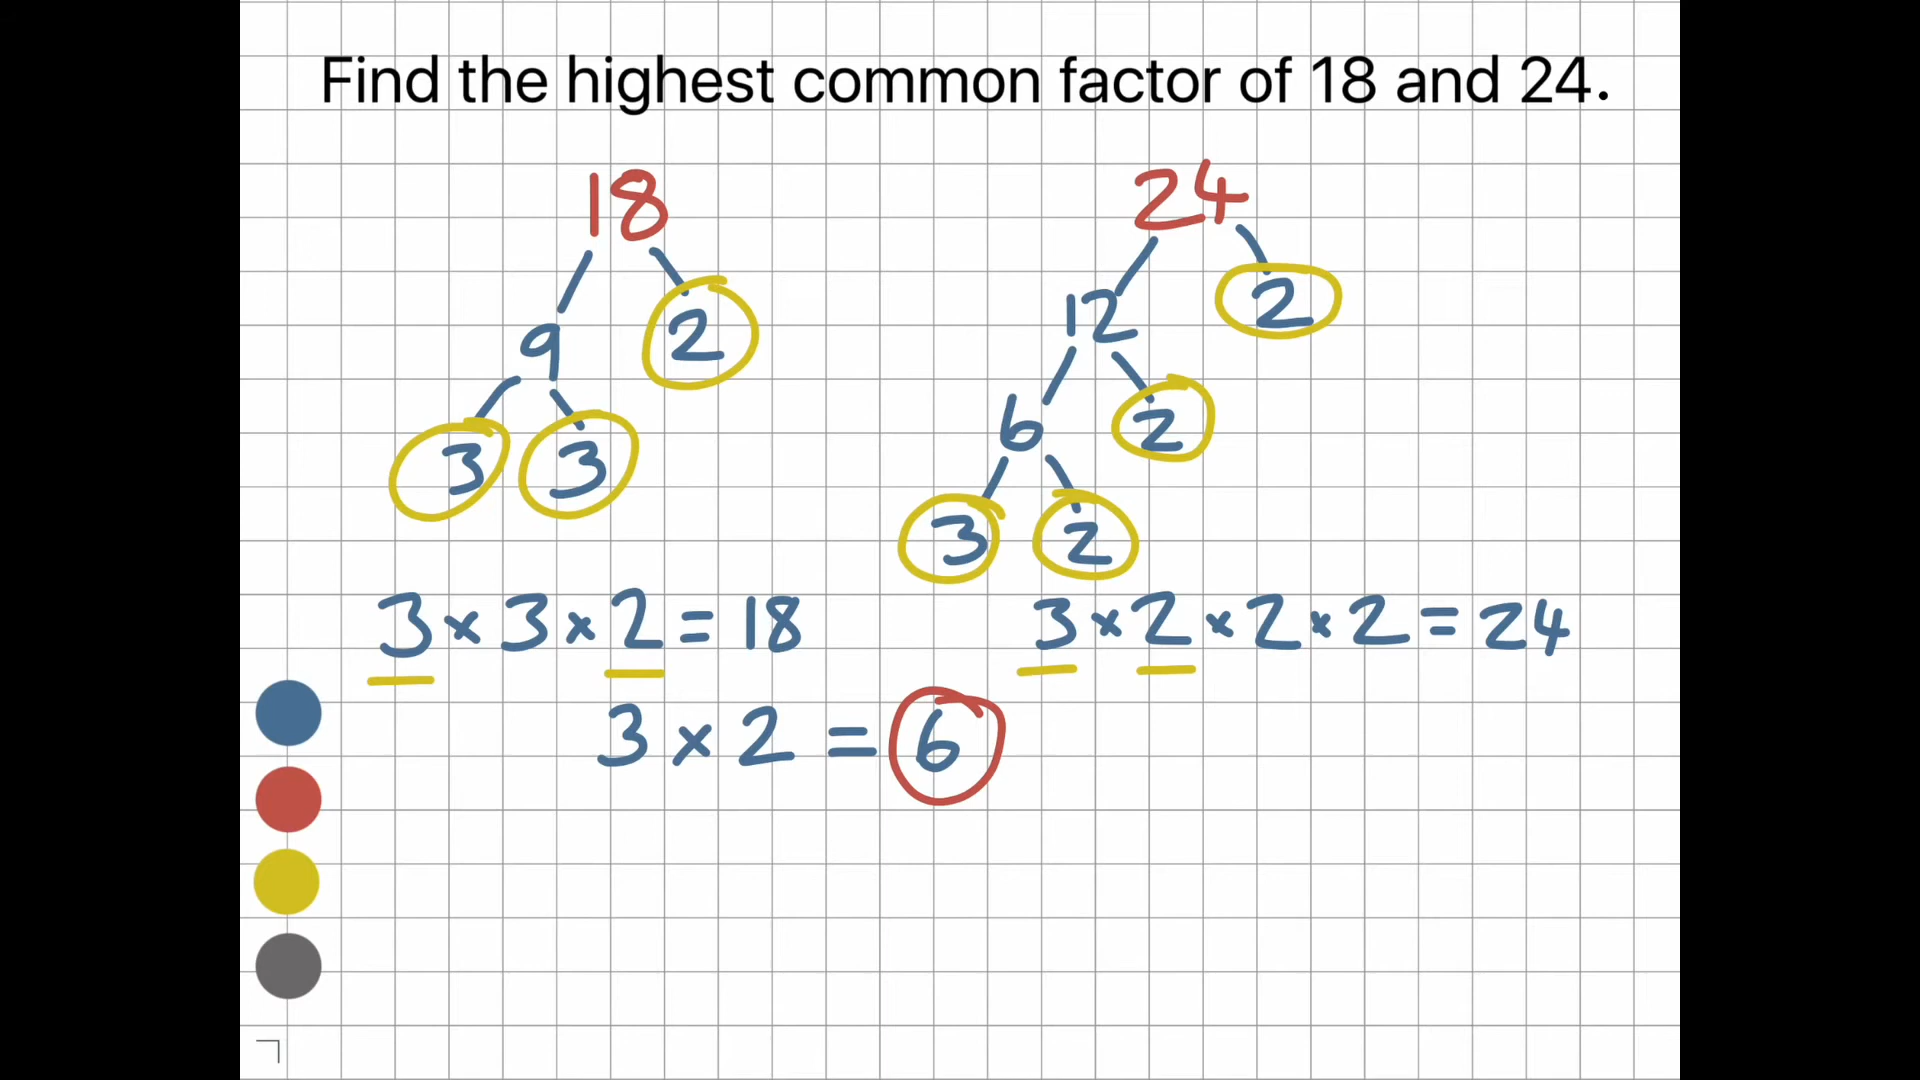 Find the highest common factor of 18 and 24.
18 24
12 2
9 2
6 2
3 3
3 2
3 × 3 × 2 = 18 3 × 2 × 2 × 2 = 24
3 × 2 = 6